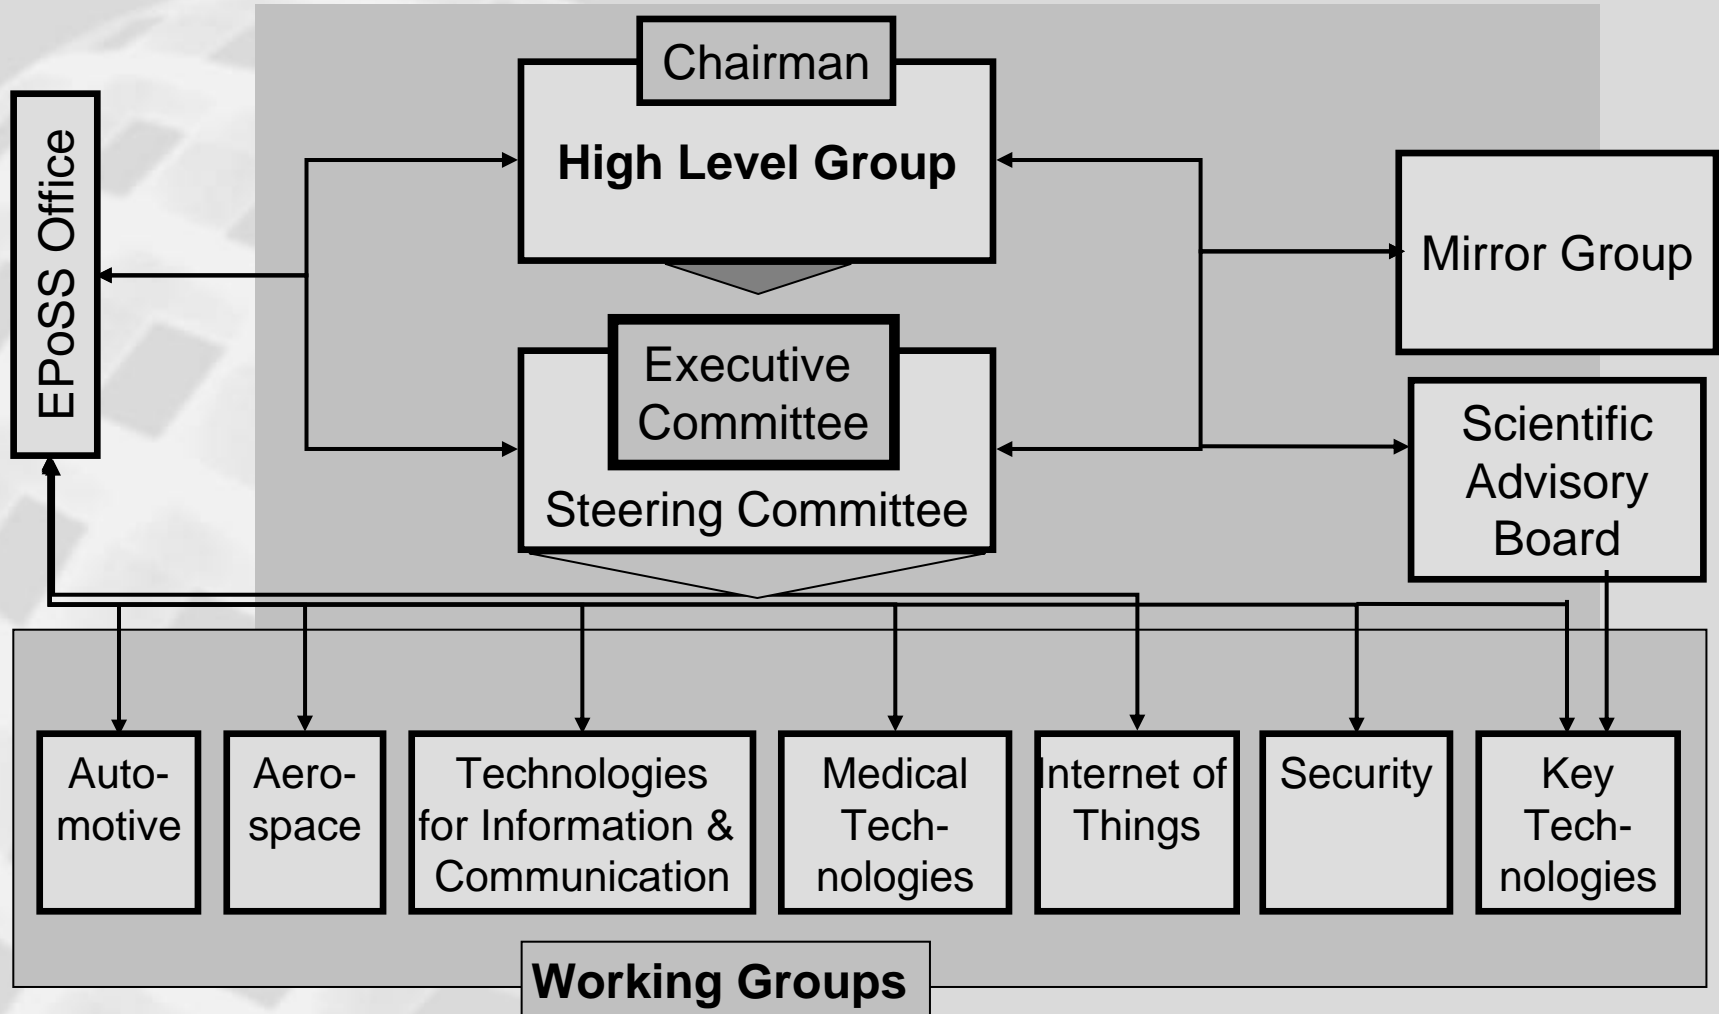 Chairman
High Level Group
EPoSS Office
Mirror Group
Executive
Committee
Steering Committee
Scientific
Advisory
Board
Auto-
motive
Aero-
space
Technologies
for Information &
Communication
Medical
Tech-
nologies
Internet of
Things
Security
Key
Tech-
nologies
Working Groups